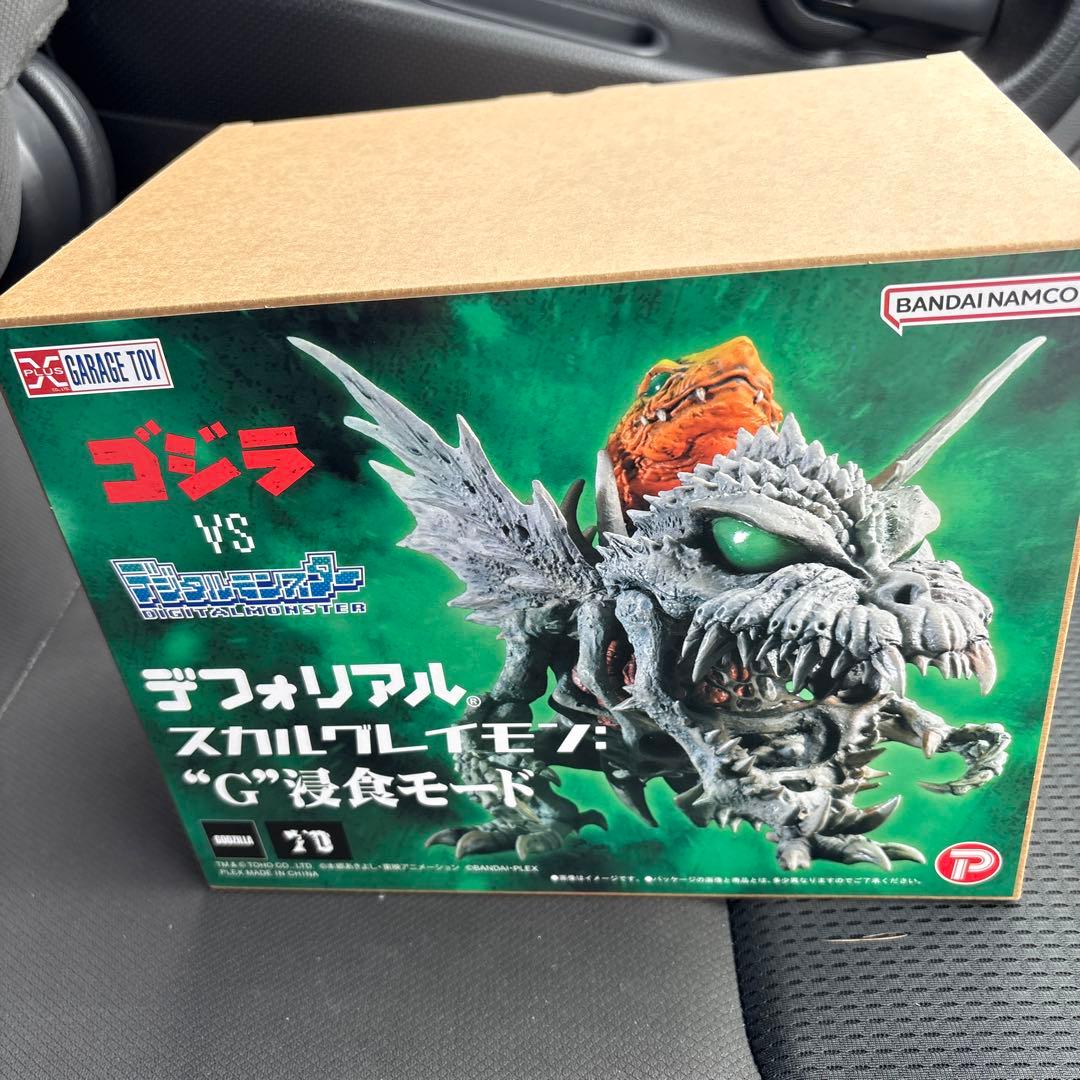 BANDAI NAMCO
X PLUS CO., LTD. GARAGE TOY
ゴジラ
VS
デジタルモンスター
DIGITAL MONSTER
デフォリアル®
スカルグレイモン:
“G”浸食モード
GODZILLA 70
TM & © TOHO CO., LTD. ©本郷あきよし・東映アニメーション ©BANDAI・PLEX
PLEX MADE IN CHINA
●画像はイメージです。 ●パッケージの画像と商品とは、多少異なりますのでご了承ください。
P